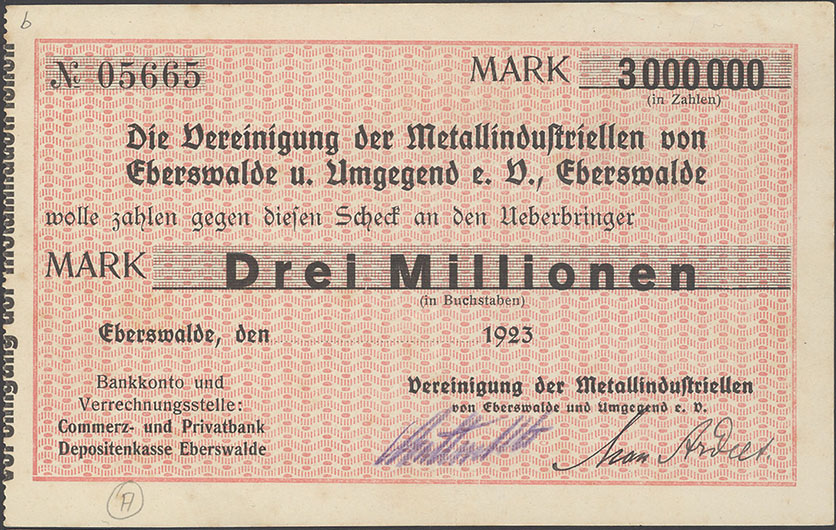 b
№ 05665
MARK 3000000
(in Zahlen)
Die Vereinigung der Metallindustriellen von
Eberswalde u. Umgegend e. V., Eberswalde
wolle zahlen gegen diesen Scheck an den Ueberbringer
MARK Drei Millionen
(in Buchstaben)
Eberswalde, den 1923
Bankkonto und
Verrechnungsstelle:
Commerz- und Privatbank
Depositenkasse Eberswalde
Vereinigung der Metallindustriellen
von Eberswalde und Umgegend e. V.
A